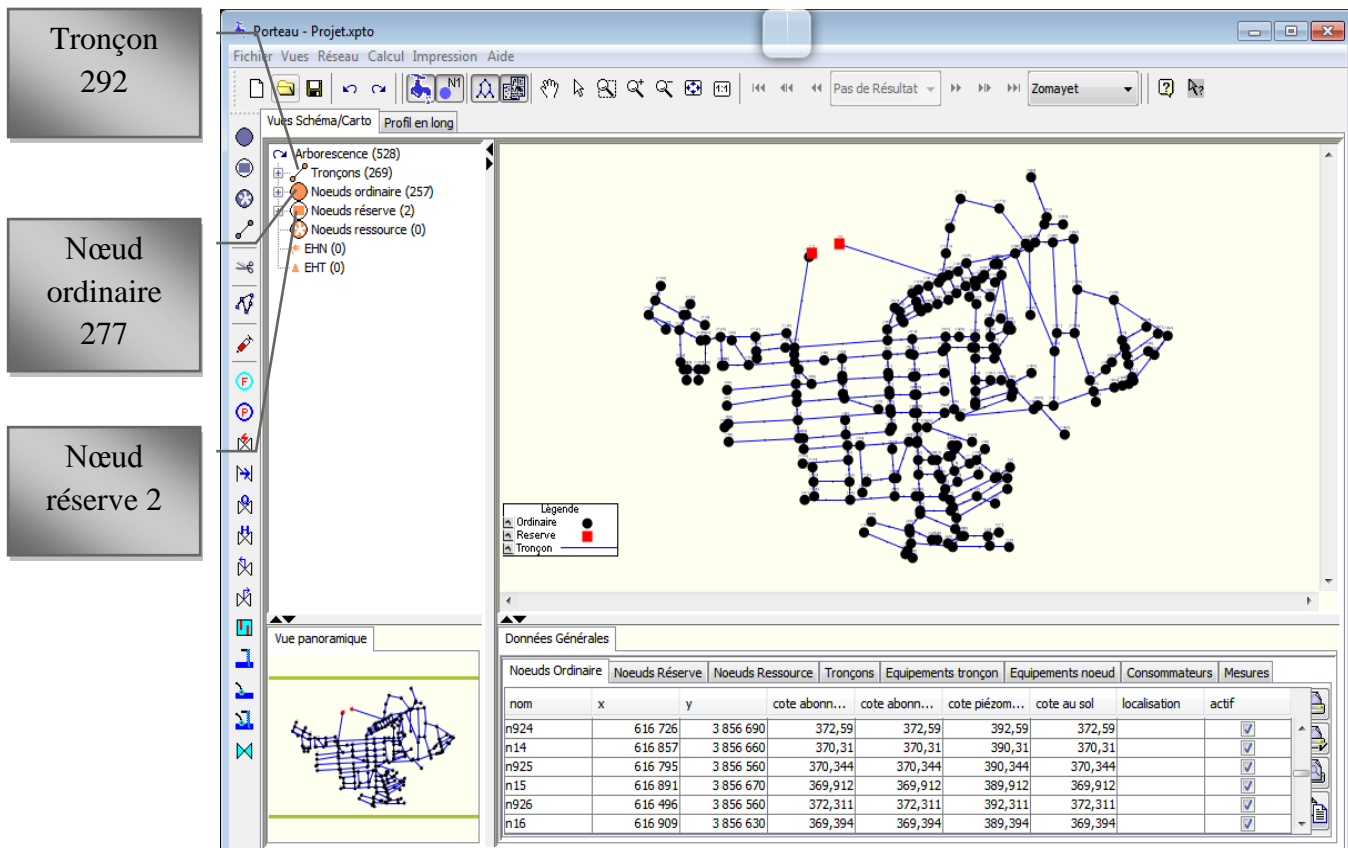 Tronçon
292
Nœud
ordinaire
277
Nœud
réserve 2
Porteau - Projet.xpto
Fichier Vues Réseau Calcul Impression Aide
N1
1:1
Pas de Résultat
Zomayet
Vues Schéma/Carto Profil en long
Arborescence (528)
Tronçons (269)
Noeuds ordinaire (257)
Noeuds réserve (2)
Noeuds ressource (0)
EHN (0)
EHT (0)
F
P
Légende
Ordinaire
Reserve
Tronçon
Vue panoramique
Données Générales
Noeuds Ordinaire Noeuds Réserve Noeuds Ressource Tronçons Equipements tronçon Equipements noeud Consommateurs Mesures
nom x y cote abonn... cote abonn... cote piézom... cote au sol localisation actif
n924 616 726 3 856 690 372,59 372,59 392,59 372,59
n14 616 857 3 856 660 370,31 370,31 390,31 370,31
n925 616 795 3 856 560 370,344 370,344 390,344 370,344
n15 616 891 3 856 670 369,912 369,912 389,912 369,912
n926 616 496 3 856 560 372,311 372,311 392,311 372,311
n16 616 909 3 856 630 369,394 369,394 389,394 369,394